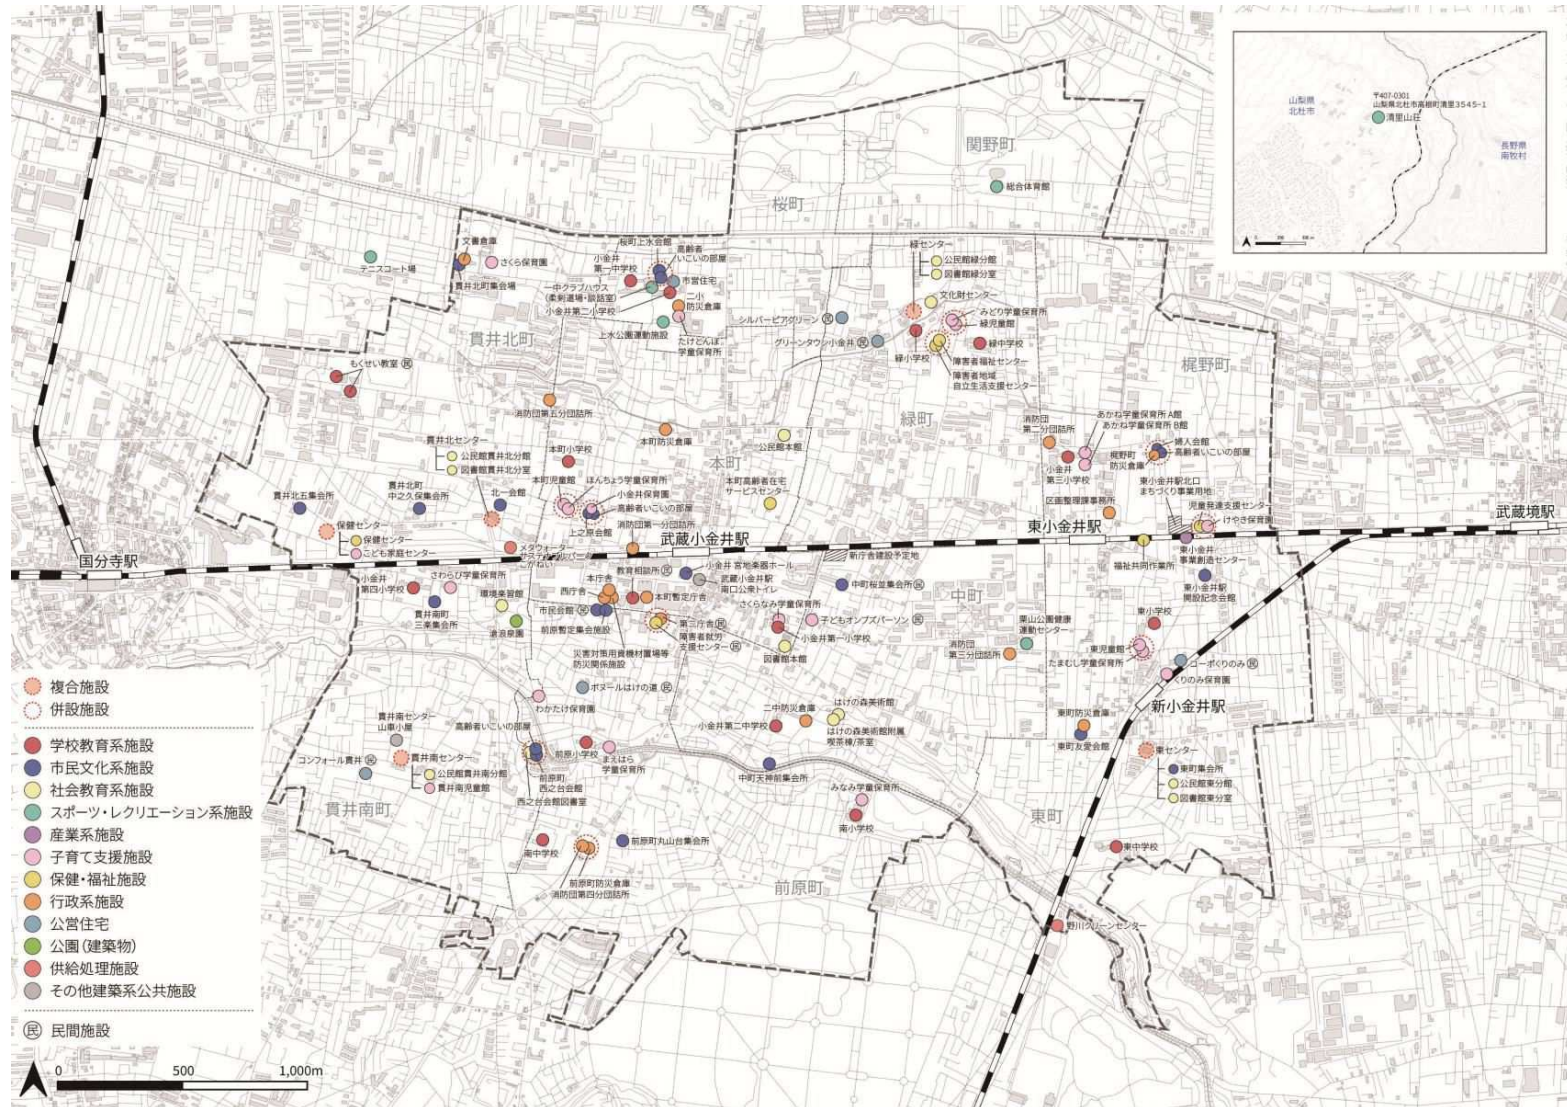 〒407-0301
山梨県北杜市高根町清里3545-1
清里山荘
山梨県
北杜市
長野県
南牧村
関野町
総合体育館
桜町
テニスコート場
文書倉庫
さくら保育園
貫井北町集会場
桜町上水会館
高齢者
いこいの部屋
小金井
第一中学校
市営住宅
一中クラブハウス
(柔剣道場・談話室)
小金井第二小学校
二小
防災倉庫
上水公園運動施設
たけとんぼ
学童保育所
貫井北町
緑センター
公民館緑分館
図書館緑分室
文化財センター
みどり学童保育所
緑児童館
シルバーピアグリーン 民
グリーンタウン小金井 民
緑小学校
緑中学校
障害者福祉センター
障害者地域
自立生活支援センター
梶野町
もくせい教室 民
消防団第五分団詰所
本町防災倉庫
公民館本館
緑町
本町
貫井北センター
公民館貫井北分館
図書館貫井北分室
本町小学校
本町児童館
ほんちょう学童保育所
小金井保育園
高齢者いこいの部屋
上之原会館
本町高齢者在宅
サービスセンター
消防団
第二分団詰所
あかね学童保育所 A館
あかね学童保育所 B館
小金井
第三小学校
梶野町
防災倉庫
婦人会館
高齢者いこいの部屋
東小金井駅北口
まちづくり事業用地
区画整理課事務所
児童発達支援センター
けやき保育園
貫井北五集会所
貫井北町
中之久保集会所
北一会館
保健センター
保健センター
こども家庭センター
消防団第一分団詰所
武蔵小金井駅
東小金井駅
武蔵境駅
国分寺駅
新庁舎建設予定地
福祉共同作業所
東小金井
事業創造センター
東小金井駅
開設記念会館
小金井
第四小学校
さわらび学童保育所
貫井南町
三楽集会所
環境楽習館
滄浪泉園
教育相談所 民
小金井 宮地楽器ホール
武蔵小金井駅
南口公衆トイレ
本庁舎
西庁舎
本町暫定庁舎
市民会館 民
前原暫定集会施設
第二庁舎 民
障害者就労
支援センター 民
災害対策用資機材置場等
防災関係施設
中町桜並集会所 民
さくらなみ学童保育所
子どもオンブズパーソン 民
小金井第一小学校
図書館本館
中町
栗山公園健康
運動センター
消防団
第三分団詰所
東小学校
東児童館
たまむし学童保育所
コーポくりのみ 民
くりのみ保育園
新小金井駅
ボヌールはけの道 民
わかたけ保育園
貫井南センター
山車小屋
コンフォール貫井 民
貫井南センター
公民館貫井南分館
貫井南児童館
貫井南町
高齢者いこいの部屋
前原小学校
まえはら
学童保育所
前原町
西之台会館
西之台会館図書室
小金井第二中学校
二中防災倉庫
はけの森美術館
はけの森美術館附属
喫茶棟/茶室
中町天神前集会所
東町防災倉庫
東町友愛会館
東センター
東町集会所
公民館東分館
図書館東分室
みなみ学童保育所
南小学校
東町
東中学校
南中学校
前原町丸山台集会所
前原町防災倉庫
消防団第四分団詰所
前原町
野川グリーンセンター
複合施設
併設施設
学校教育系施設
市民文化系施設
社会教育系施設
スポーツ・レクリエーション系施設
産業系施設
子育て支援施設
保健・福祉施設
行政系施設
公営住宅
公園(建築物)
供給処理施設
その他建築系公共施設
民 民間施設
0 500 1,000m